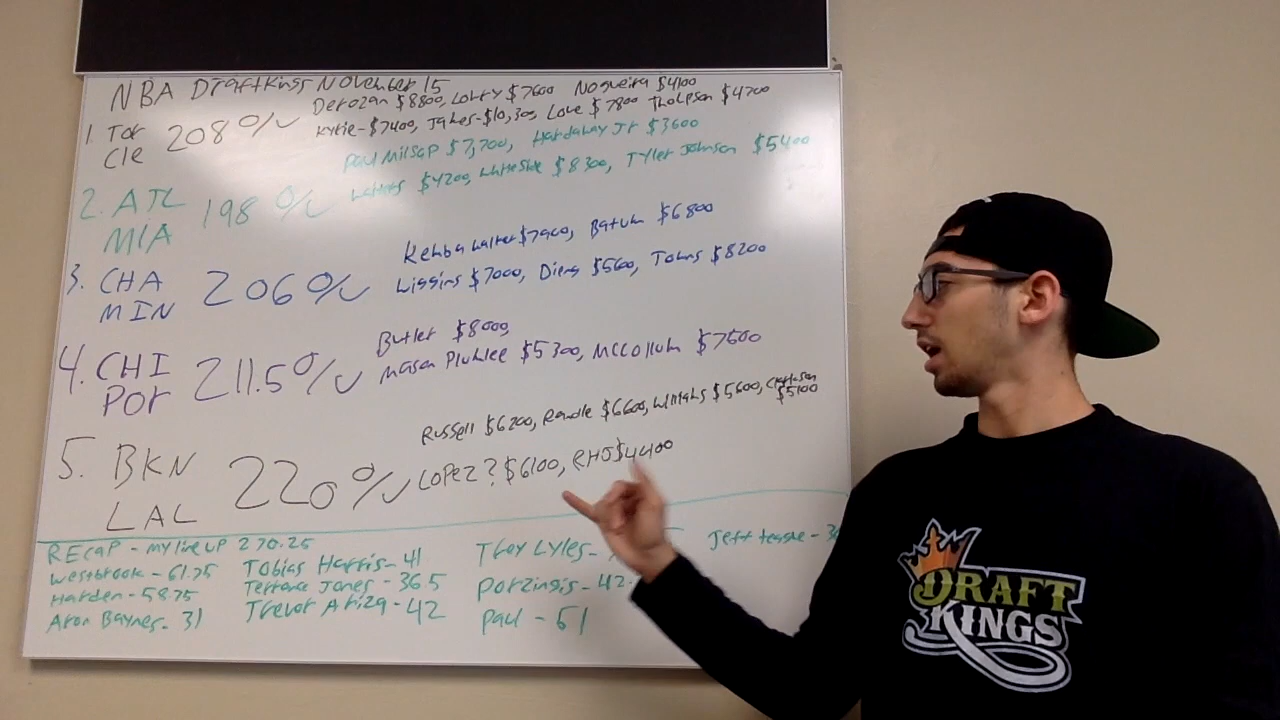 NBA DraftKings November 15
1. Tor 208 ✓
Cle
Derozan $8800, Lowry $7600 Nogueira $4100
Kyrie-$7400, James-$10,300, Love $7800 Thompson $4700
2. ATL 198 ✓
MIA
Paul Milsap $7,700, Hardaway Jr $3600
Waiters $4200, Whiteside $8300, Tyler Johnson $5400
3. CHA 206 ✓
MIN
Kemba Walker $7900, Batum $6800
Wiggins $7000, Dieng $5600, Towns $8200
4. CHI 211.5 ✓
POR
Butler $8000,
Mason Plumlee $5300, McCollum $7500
5. BKN 220 ✓
LAL
Russell $6200, Randle $6600, Williams $5600, Clarkson $5100
Lopez? $6100, RHJ $4400
Recap - my lineup 270.25
Westbrook - 61.75
Harden - 58.75
Aron Baynes - 31
Tobias Harris - 41
Terrence Jones - 36.5
Trevor Ariza - 42
Trey Lyles -
Porzingis - 42.
Paul - 51
Jeff teague - 3
DRAFT
KINGS